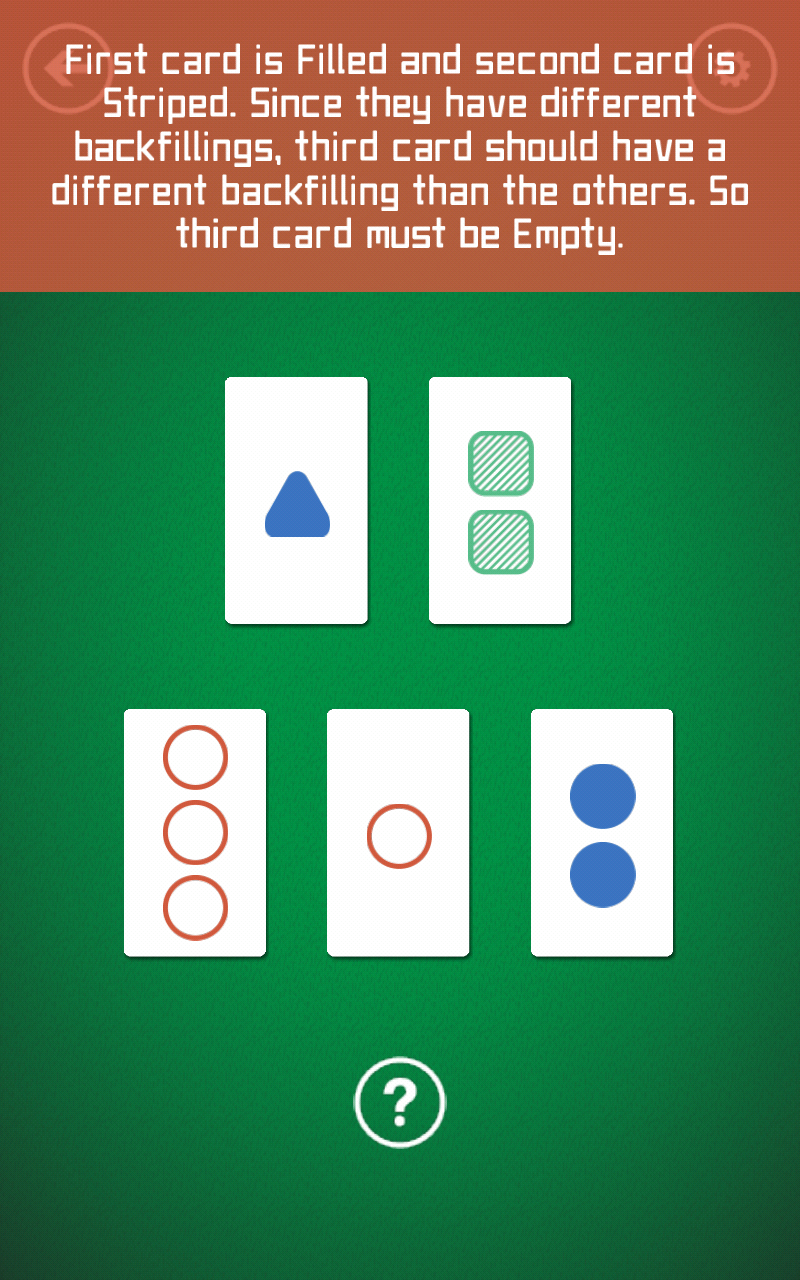 First card is Filled and second card is
Striped. Since they have different
backfillings, third card should have a
different backfilling than the others. So
third card must be Empty.
?